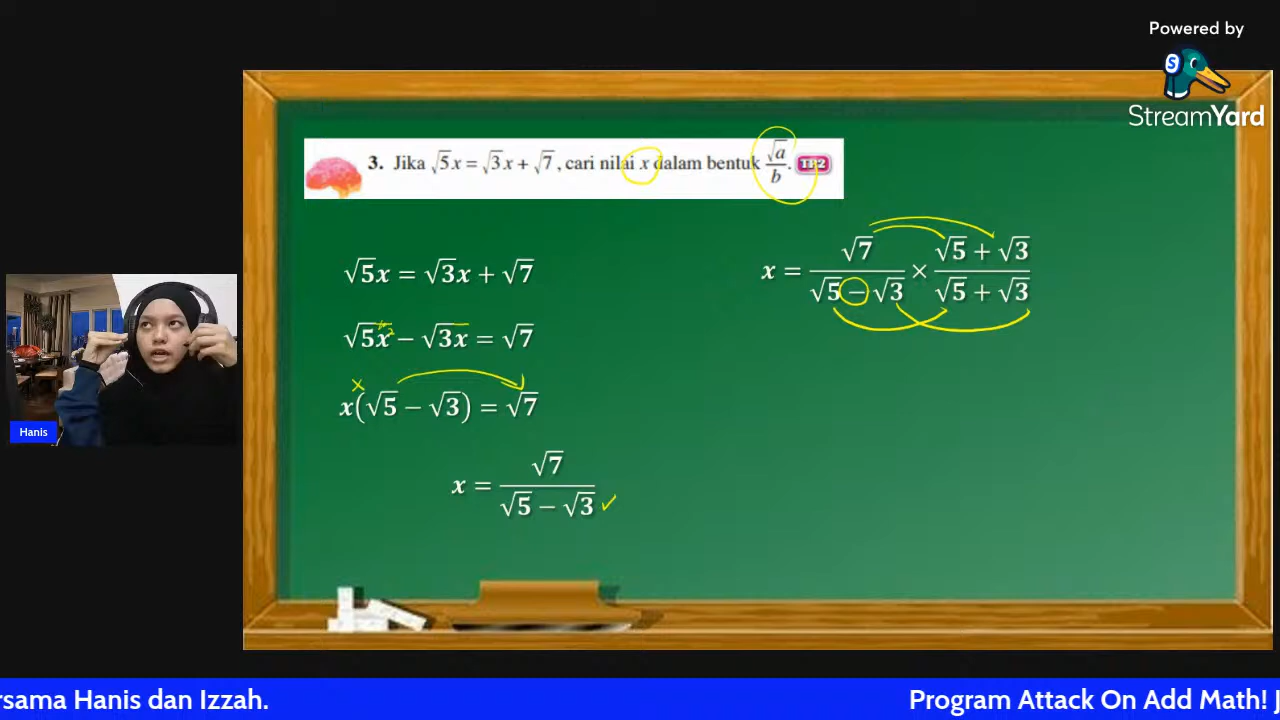 Powered by
StreamYard
3. Jika √5x = √3x + √7, cari nilai x dalam bentuk √a/b. TP2
√5x = √3x + √7
√5x − √3x = √7
x(√5 − √3) = √7
x = √7/(√5 − √3)
x = √7/(√5 − √3) × (√5 + √3)/(√5 + √3)
Hanis
rsama Hanis dan Izzah.
Program Attack On Add Math! J